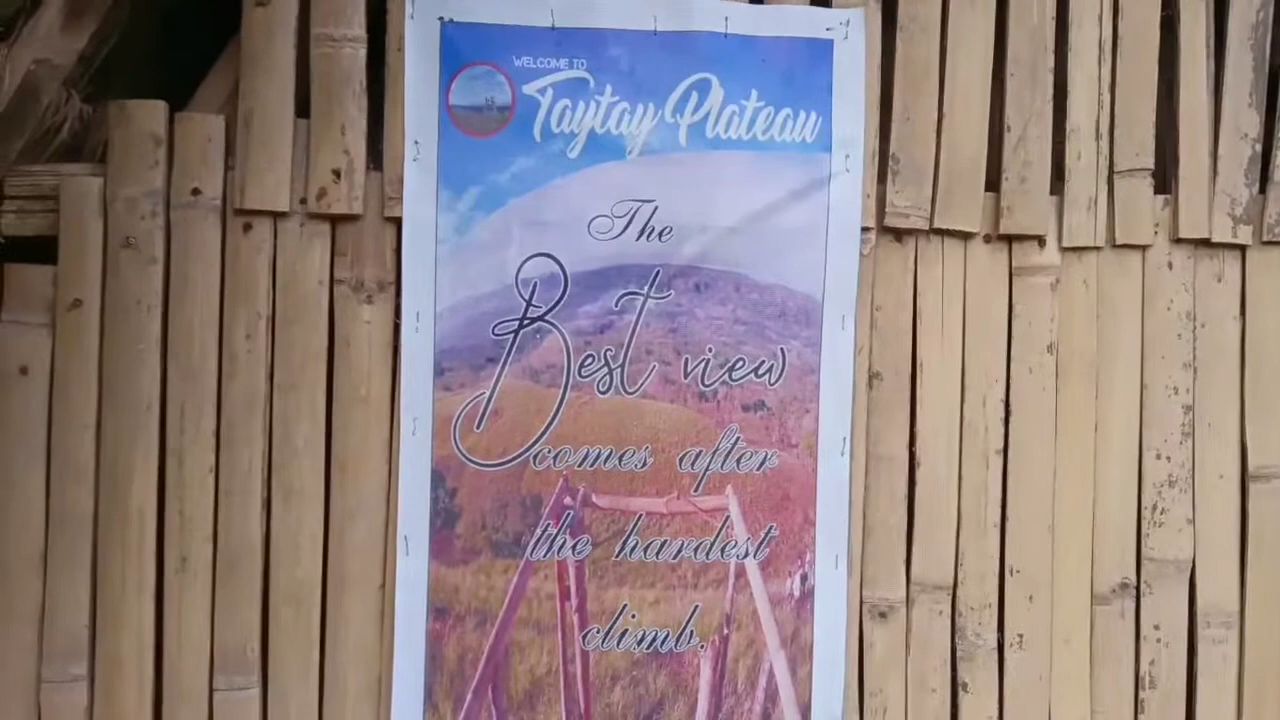 WELCOME TO
Taytay Plateau
The
Best view
comes after
the hardest
climb.